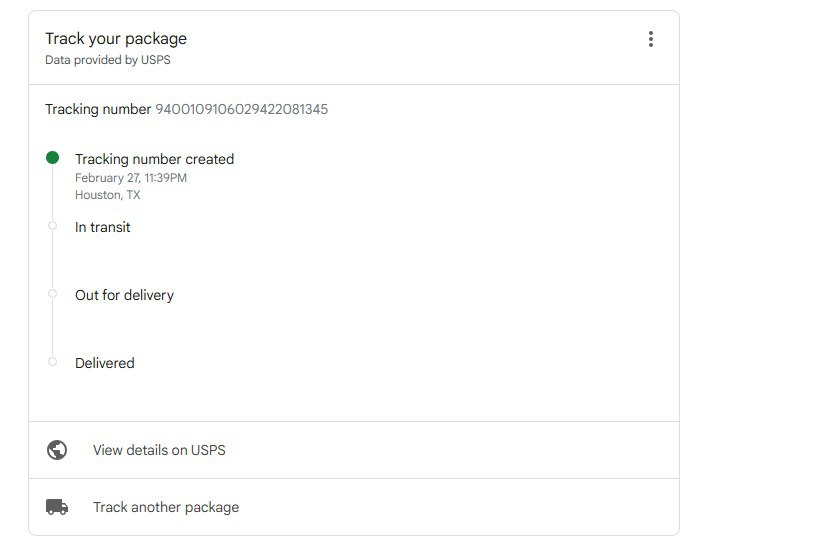 Track your package
Data provided by USPS
Tracking number 9400109106029422081345
Tracking number created
February 27, 11:39PM
Houston, TX
In transit
Out for delivery
Delivered
View details on USPS
Track another package